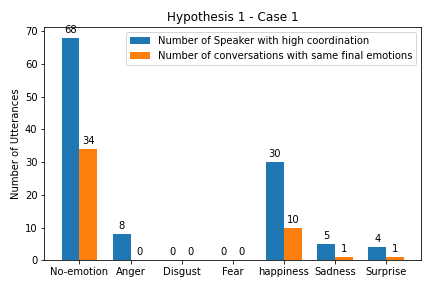 Hypothesis 1 - Case 1
Number of Speaker with high coordination
Number of conversations with same final emotions
Number of Utterances
70
60
50
40
30
20
10
0
68
34
8
0
0
0
0
0
30
10
5
1
4
1
No-emotion
Anger
Disgust
Fear
happiness
Sadness
Surprise